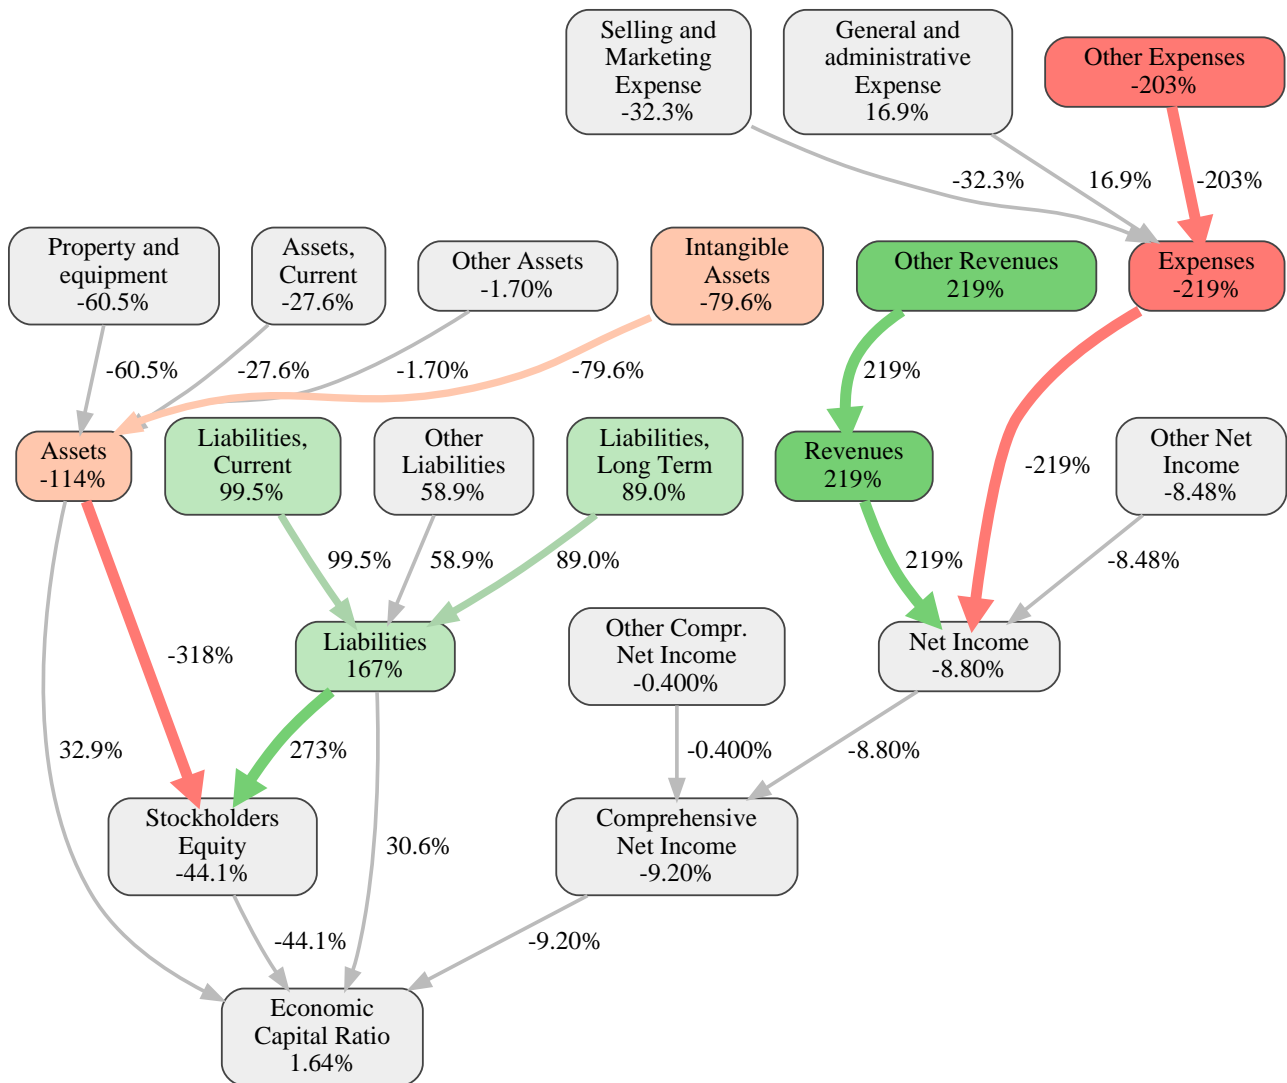 Selling and
Marketing
Expense
-32.3%
General and
administrative
Expense
16.9%
Other Expenses
-203%
-32.3%
16.9%
-203%
Property and
equipment
-60.5%
Assets,
Current
-27.6%
Other Assets
-1.70%
Intangible
Assets
-79.6%
Other Revenues
219%
Expenses
-219%
-60.5%
-27.6%
-1.70%
-79.6%
219%
Assets
-114%
Liabilities,
Current
99.5%
Other
Liabilities
58.9%
Liabilities,
Long Term
89.0%
Revenues
219%
-219%
Other Net
Income
-8.48%
99.5%
58.9%
89.0%
219%
-8.48%
-318%
Liabilities
167%
Other Compr.
Net Income
-0.400%
Net Income
-8.80%
32.9%
273%
-0.400%
-8.80%
Stockholders
Equity
-44.1%
30.6%
Comprehensive
Net Income
-9.20%
-44.1%
-9.20%
Economic
Capital Ratio
1.64%